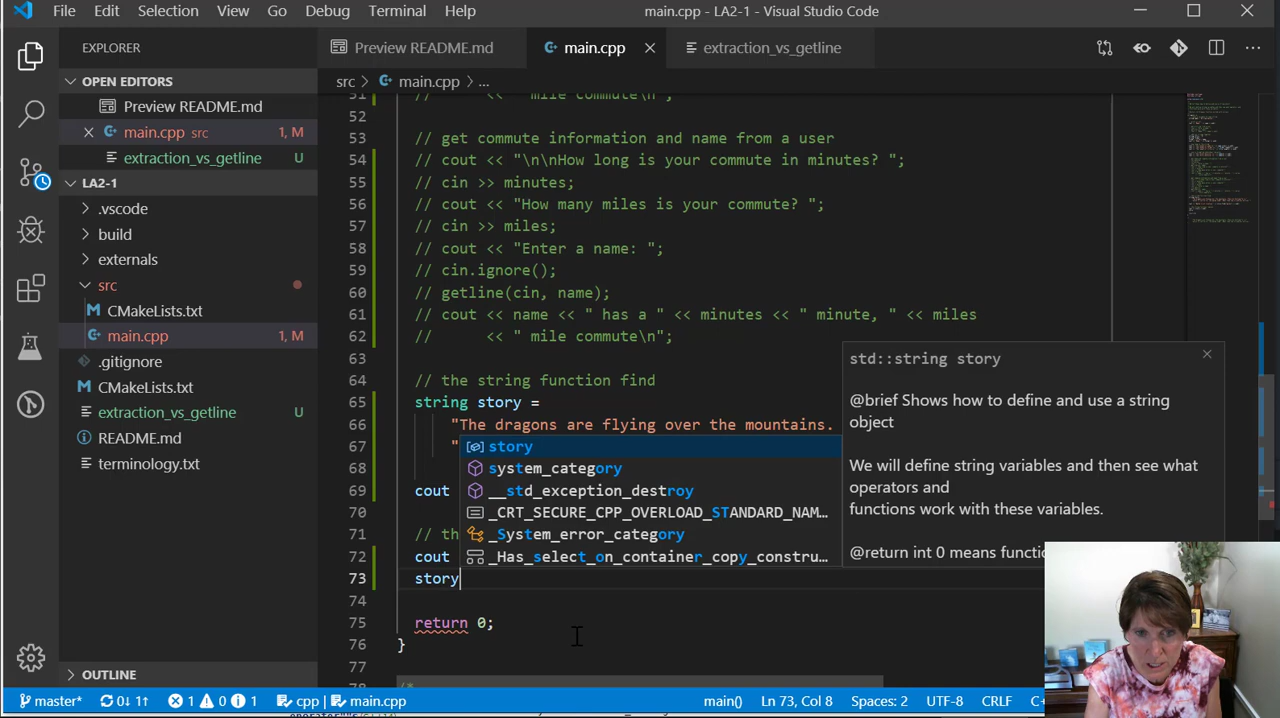 File Edit Selection View Go Debug Terminal Help main.cpp - LA2-1 - Visual Studio Code
EXPLORER Preview README.md main.cpp extraction_vs_getline
OPEN EDITORS src > main.cpp > ...
Preview README.md
main.cpp src 1, M
extraction_vs_getline U
LA2-1
.vscode
build
externals
src
CMakeLists.txt
main.cpp 1, M
.gitignore
CMakeLists.txt
extraction_vs_getline U
README.md
terminology.txt
OUTLINE
51 // << " mile commute\n";
52
53 // get commute information and name from a user
54 // cout << "\n\nHow long is your commute in minutes? ";
55 // cin >> minutes;
56 // cout << "How many miles is your commute? ";
57 // cin >> miles;
58 // cout << "Enter a name: ";
59 // cin.ignore();
60 // getline(cin, name);
61 // cout << name << " has a " << minutes << " minute, " << miles
62 // << " mile commute\n";
63
64 // the string function find
65 string story =
66 "The dragons are flying over the mountains.
67 "
68
69 cout
70
71 // th
72 cout
73 story
74
75 return 0;
76 }
77
/*
story
system_category
__std_exception_destroy
_CRT_SECURE_CPP_OVERLOAD_STANDARD_NAM...
_System_error_category
_Has_select_on_container_copy_constru...
std::string story
@brief Shows how to define and use a string
object
We will define string variables and then see what
operators and
functions work with these variables.
@return int 0 means functi
master* 0↓ 1↑ 1 0 1 cpp | main.cpp main() Ln 73, Col 8 Spaces: 2 UTF-8 CRLF